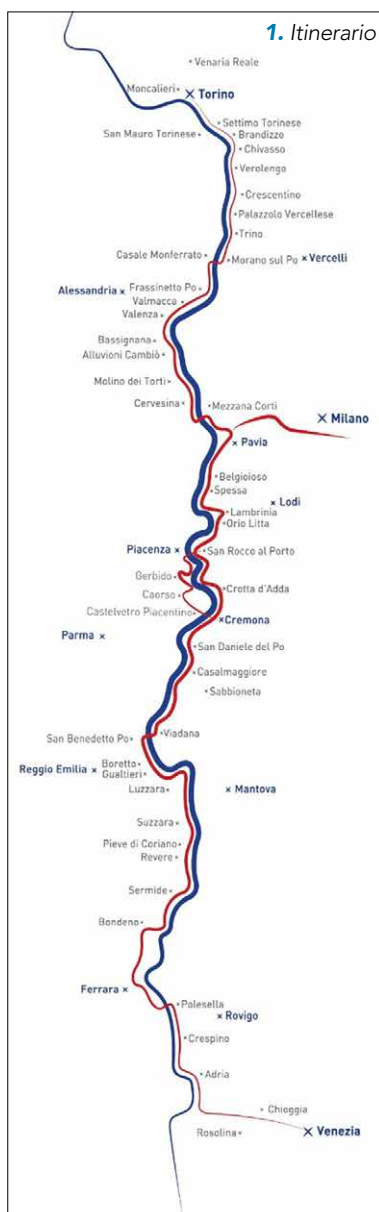 1. Itinerario
Venaria Reale
Moncalieri
Torino
Settimo Torinese
San Mauro Torinese
Brandizzo
Chivasso
Verolengo
Crescentino
Palazzolo Vercellese
Trino
Casale Monferrato
Morano sul Po
Vercelli
Alessandria
Frassinetto Po
Valmacca
Valenza
Bassignana
Alluvioni Cambiò
Molino dei Torti
Cervesina
Mezzana Corti
Milano
Pavia
Belgioioso
Spessa
Lodi
Lambrinia
Orio Litta
Piacenza
San Rocco al Porto
Gerbido
Crotta d'Adda
Caorso
Castelvetro Piacentino
Cremona
Parma
San Daniele del Po
Casalmaggiore
Sabbioneta
Viadana
San Benedetto Po
Boretto
Reggio Emilia
Gualtieri
Luzzara
Mantova
Suzzara
Pieve di Coriano
Revere
Sermide
Bondeno
Ferrara
Polesella
Rovigo
Crespino
Adria
Chioggia
Rosolina
Venezia